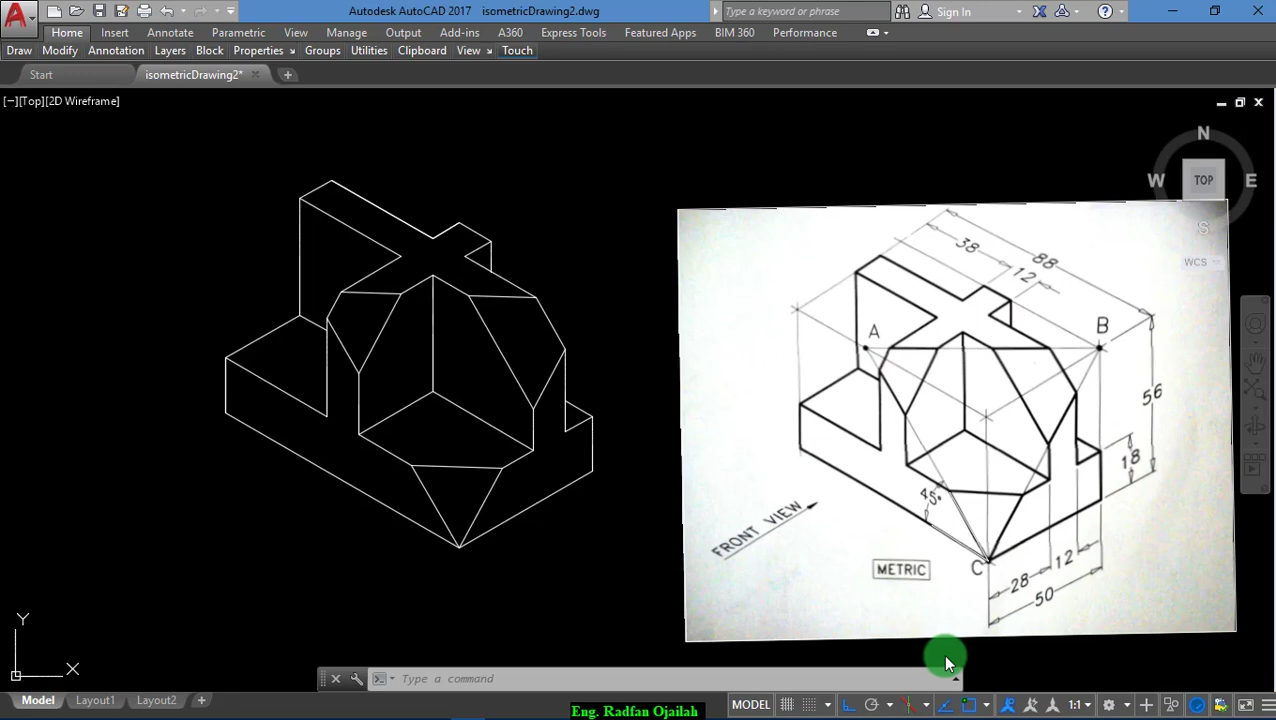 Autodesk AutoCAD 2017 isometricDrawing2.dwg
Type a keyword or phrase
Sign In
Home Insert Annotate Parametric View Manage Output Add-ins A360 Express Tools Featured Apps BIM 360 Performance
Draw Modify Annotation Layers Block Properties Groups Utilities Clipboard View Touch
Start isometricDrawing2*
[−][Top][2D Wireframe]
N
W TOP E
S
WCS
38
88
12
A
B
56
18
45°
FRONT VIEW
METRIC
C
28
12
50
Y
X
Type a command
Model Layout1 Layout2
MODEL
1:1
Eng. Radfan Ojailah